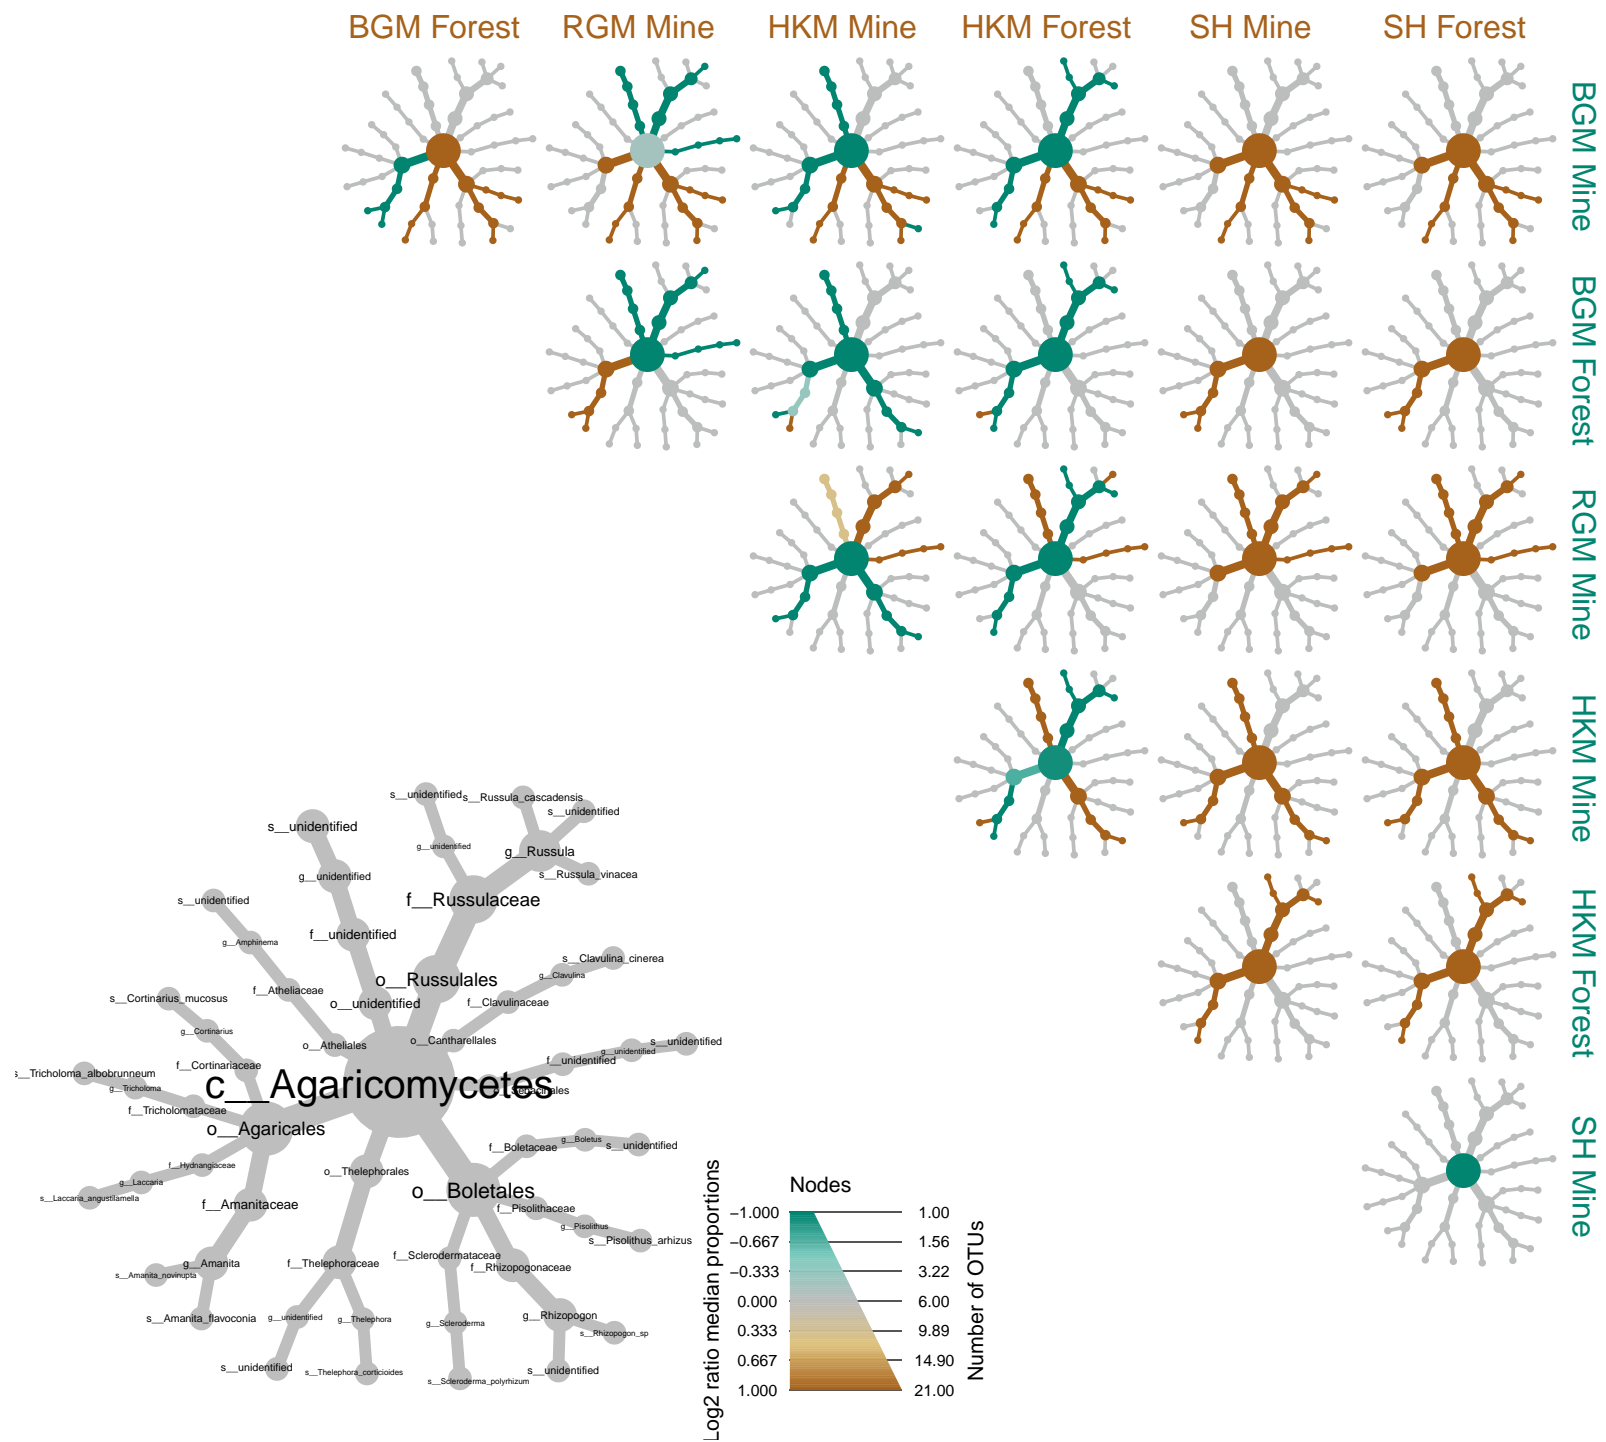 BGM Forest
RGM Mine
HKM Mine
HKM Forest
SH Mine
SH Forest
BGM Mine
BGM Forest
RGM Mine
HKM Mine
HKM Forest
SH Mine
s__unidentified
s__Russula_cascadensis
s__unidentified
s__unidentified
g__unidentified
g__Russula
s__Russula_vinacea
g__unidentified
s__unidentified
f__Russulaceae
f__unidentified
g__Amphinema
s__Clavulina_cinerea
g__Clavulina
o__Russulales
f__Atheliaceae
s__Cortinarius_mucosus
o__unidentified
f__Clavulinaceae
g__Cortinarius
o__Atheliales
o__Cantharellales
s__unidentified
g__unidentified
f__unidentified
f__Cortinariaceae
s__Tricholoma_albobrunneum
g__Tricholoma
c__Agaricomycetes
o__Sebacinales
f__Tricholomataceae
o__Agaricales
g__Boletus
s__unidentified
f__Boletaceae
f__Hydnangiaceae
o__Thelephorales
g__Laccaria
o__Boletales
s__Laccaria_angustilamella
f__Amanitaceae
f__Pisolithaceae
g__Pisolithus
s__Pisolithus_arhizus
f__Sclerodermataceae
g__Amanita
f__Thelephoraceae
f__Rhizopogonaceae
s__Amanita_novinupta
s__Amanita_flavoconia
g__unidentified
g__Thelephora
g__Scleroderma
g__Rhizopogon
s__Rhizopogon_sp
s__unidentified
s__Thelephora_corticioides
s__Scleroderma_polyrhizum
s__unidentified
Nodes
Log2 ratio median proportions
Number of OTUs
−1.000 1.00
−0.667 1.56
−0.333 3.22
0.000 6.00
0.333 9.89
0.667 14.90
1.000 21.00